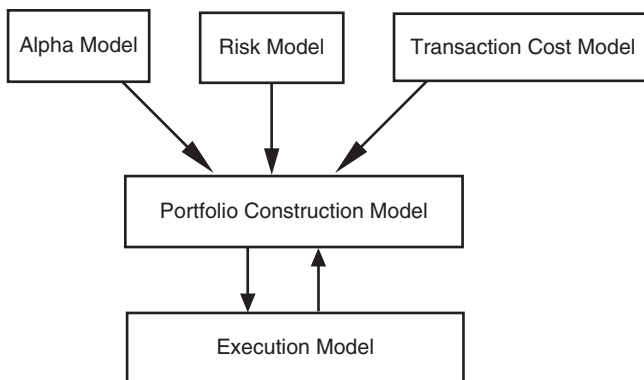 Alpha Model
Risk Model
Transaction Cost Model
Portfolio Construction Model
Execution Model